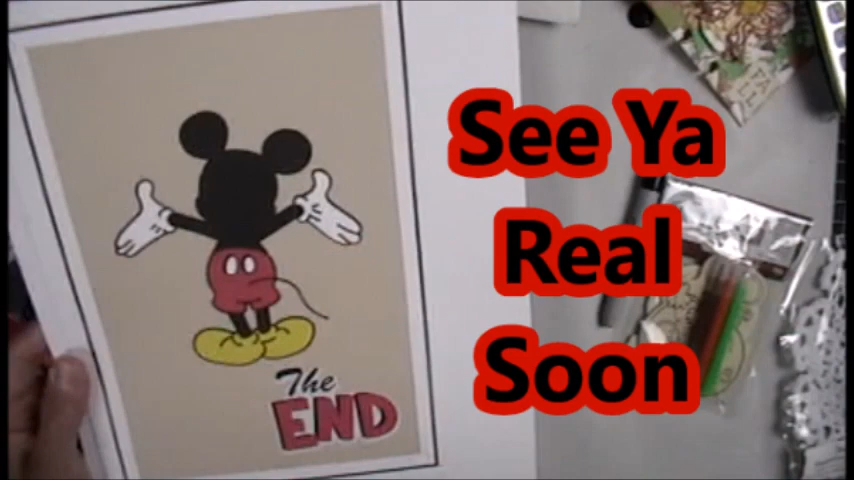 The
END
See Ya
Real
Soon